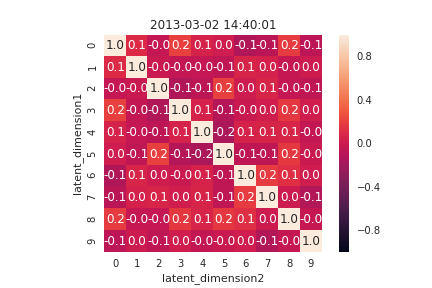 2013-03-02 14:40:01
0 1.0 0.1 -0.0 0.2 0.1 0.0 -0.1 -0.1 0.2 -0.1
1 0.1 1.0 -0.0 -0.0 -0.0 -0.1 0.1 0.0 -0.0 0.0
2 -0.0 -0.0 1.0 -0.1 -0.1 0.2 0.0 0.1 -0.0 -0.1
3 0.2 -0.0 -0.1 1.0 0.1 -0.1 -0.0 0.0 0.2 0.0
4 0.1 -0.0 -0.1 0.1 1.0 -0.2 0.1 0.1 0.1 -0.0
5 0.0 -0.1 0.2 -0.1 -0.2 1.0 -0.1 -0.1 0.2 -0.0
6 -0.1 0.1 0.0 -0.0 0.1 -0.1 1.0 0.2 0.1 0.0
7 -0.1 0.0 0.1 0.0 0.1 -0.1 0.2 1.0 0.0 -0.1
8 0.2 -0.0 -0.0 0.2 0.1 0.2 0.1 0.0 1.0 -0.0
9 -0.1 0.0 -0.1 0.0 -0.0 -0.0 0.0 -0.1 -0.0 1.0
0 1 2 3 4 5 6 7 8 9
latent_dimension2
latent_dimension1
0.8
0.4
0.0
-0.4
-0.8